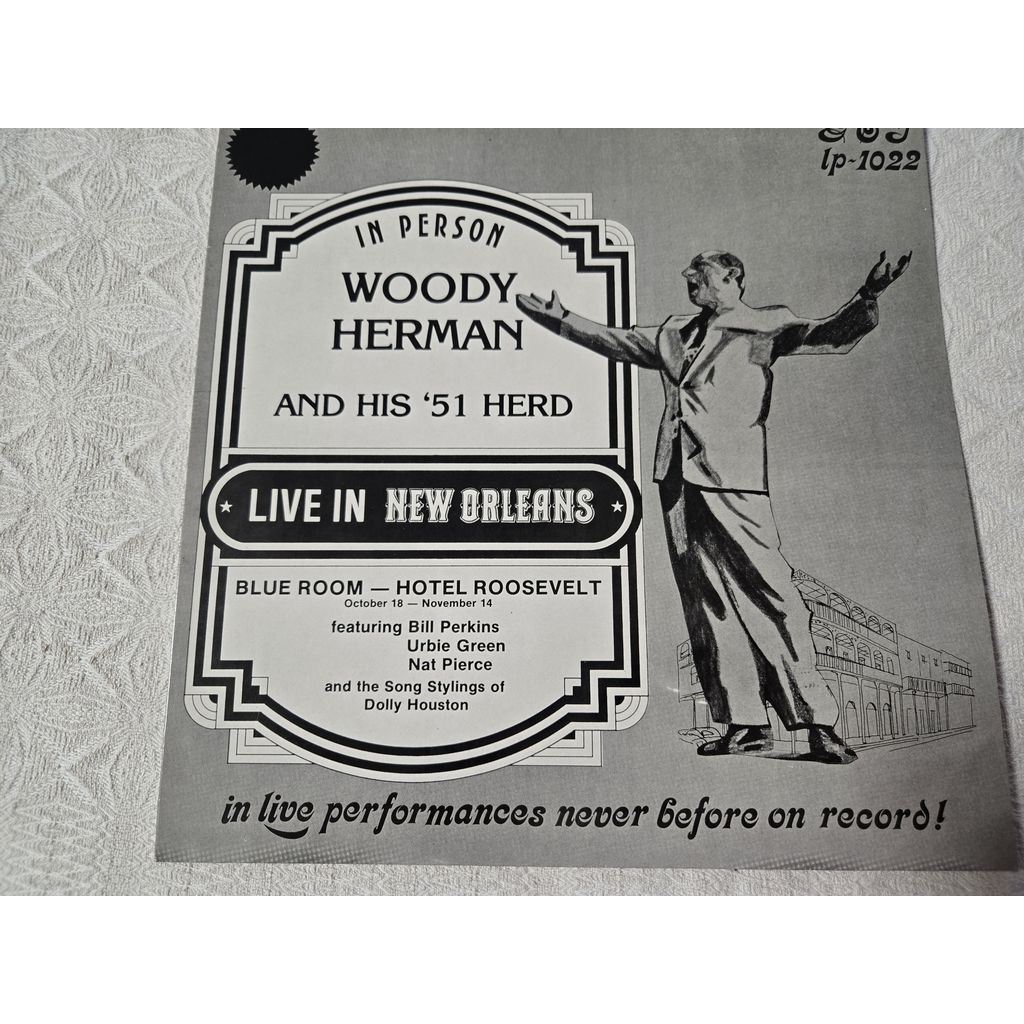 lp-1022
IN PERSON
WOODY
HERMAN
AND HIS ‘51 HERD
LIVE IN NEW ORLEANS
BLUE ROOM — HOTEL ROOSEVELT
October 18 — November 14
featuring Bill Perkins
Urbie Green
Nat Pierce
and the Song Stylings of
Dolly Houston
in live performances never before on record!